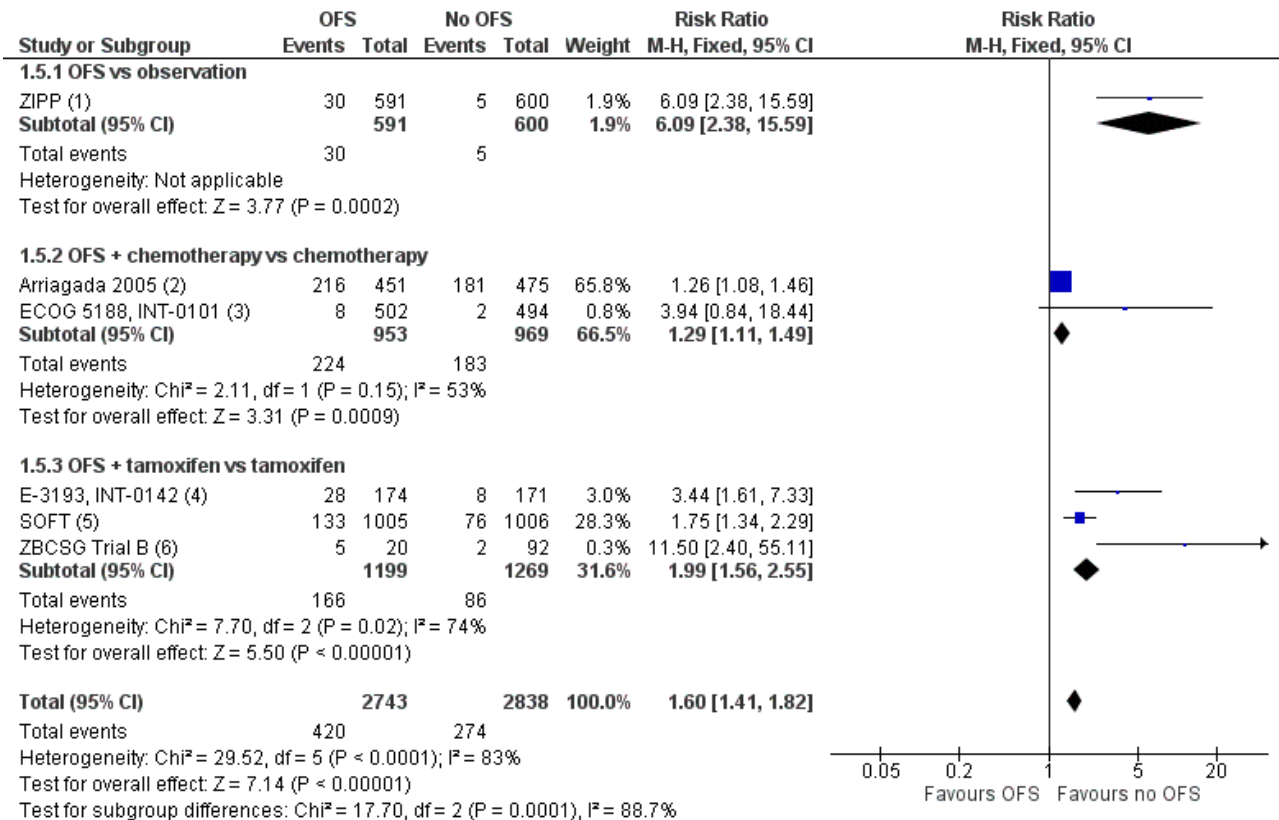 OFS No OFS Risk Ratio Risk Ratio
Study or Subgroup Events Total Events Total Weight M-H, Fixed, 95% CI M-H, Fixed, 95% CI
1.5.1 OFS vs observation
ZIPP (1) 30 591 5 600 1.9% 6.09 [2.38, 15.59]
Subtotal (95% CI) 591 600 1.9% 6.09 [2.38, 15.59]
Total events 30 5
Heterogeneity: Not applicable
Test for overall effect: Z = 3.77 (P = 0.0002)
1.5.2 OFS + chemotherapy vs chemotherapy
Arriagada 2005 (2) 216 451 181 475 65.8% 1.26 [1.08, 1.46]
ECOG 5188, INT-0101 (3) 8 502 2 494 0.8% 3.94 [0.84, 18.44]
Subtotal (95% CI) 953 969 66.5% 1.29 [1.11, 1.49]
Total events 224 183
Heterogeneity: Chi² = 2.11, df = 1 (P = 0.15); I² = 53%
Test for overall effect: Z = 3.31 (P = 0.0009)
1.5.3 OFS + tamoxifen vs tamoxifen
E-3193, INT-0142 (4) 28 174 8 171 3.0% 3.44 [1.61, 7.33]
SOFT (5) 133 1005 76 1006 28.3% 1.75 [1.34, 2.29]
ZBCSG Trial B (6) 5 20 2 92 0.3% 11.50 [2.40, 55.11]
Subtotal (95% CI) 1199 1269 31.6% 1.99 [1.56, 2.55]
Total events 166 86
Heterogeneity: Chi² = 7.70, df = 2 (P = 0.02); I² = 74%
Test for overall effect: Z = 5.50 (P < 0.00001)
Total (95% CI) 2743 2838 100.0% 1.60 [1.41, 1.82]
Total events 420 274
Heterogeneity: Chi² = 29.52, df = 5 (P < 0.0001); I² = 83%
Test for overall effect: Z = 7.14 (P < 0.00001)
Test for subgroup differences: Chi² = 17.70, df = 2 (P = 0.0001), I² = 88.7%
0.05 0.2 1 5 20
Favours OFS Favours no OFS